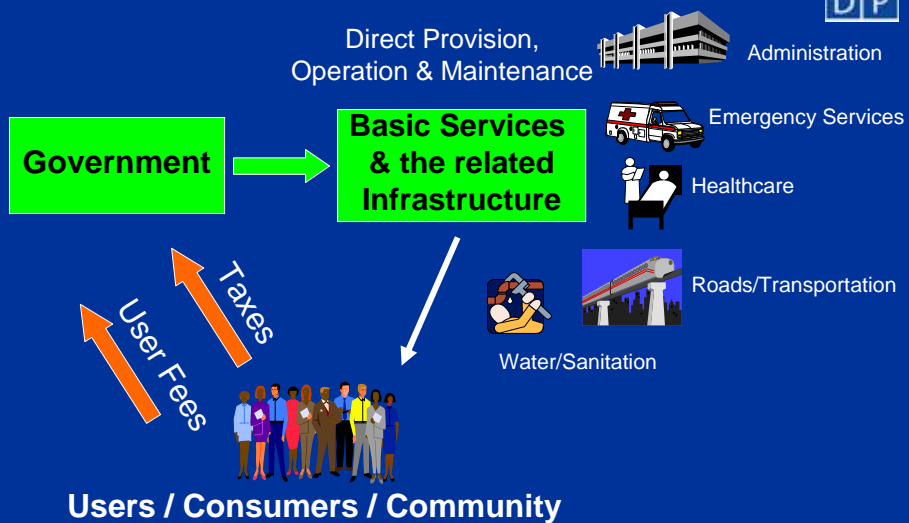 D P
Direct Provision,
Operation & Maintenance
Administration
Government
Basic Services
& the related
Infrastructure
Emergency Services
Healthcare
Roads/Transportation
Water/Sanitation
Taxes
User Fees
Users / Consumers / Community